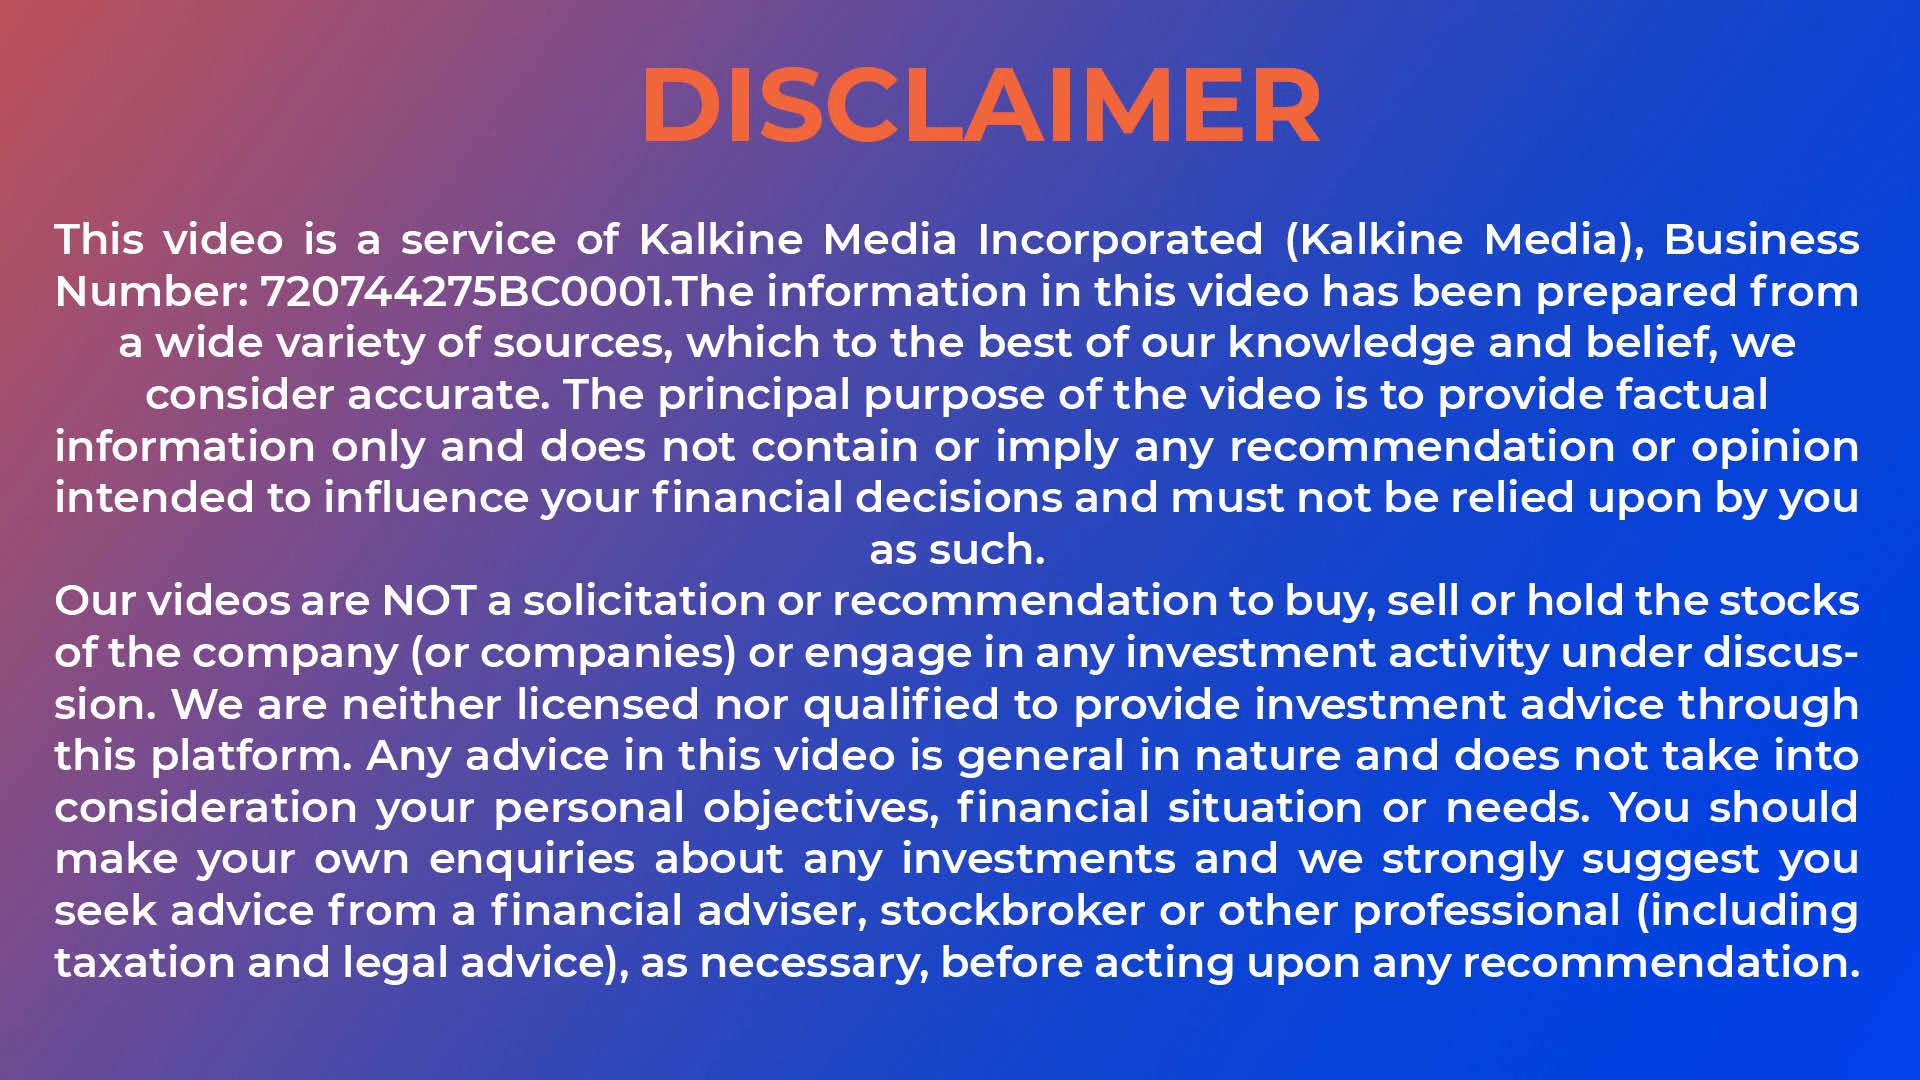 DISCLAIMER
This video is a service of Kalkine Media Incorporated (Kalkine Media), Business
Number: 720744275BC0001.The information in this video has been prepared from
a wide variety of sources, which to the best of our knowledge and belief, we
consider accurate. The principal purpose of the video is to provide factual
information only and does not contain or imply any recommendation or opinion
intended to influence your financial decisions and must not be relied upon by you
as such.
Our videos are NOT a solicitation or recommendation to buy, sell or hold the stocks
of the company (or companies) or engage in any investment activity under discus-
sion. We are neither licensed nor qualified to provide investment advice through
this platform. Any advice in this video is general in nature and does not take into
consideration your personal objectives, financial situation or needs. You should
make your own enquiries about any investments and we strongly suggest you
seek advice from a financial adviser, stockbroker or other professional (including
taxation and legal advice), as necessary, before acting upon any recommendation.